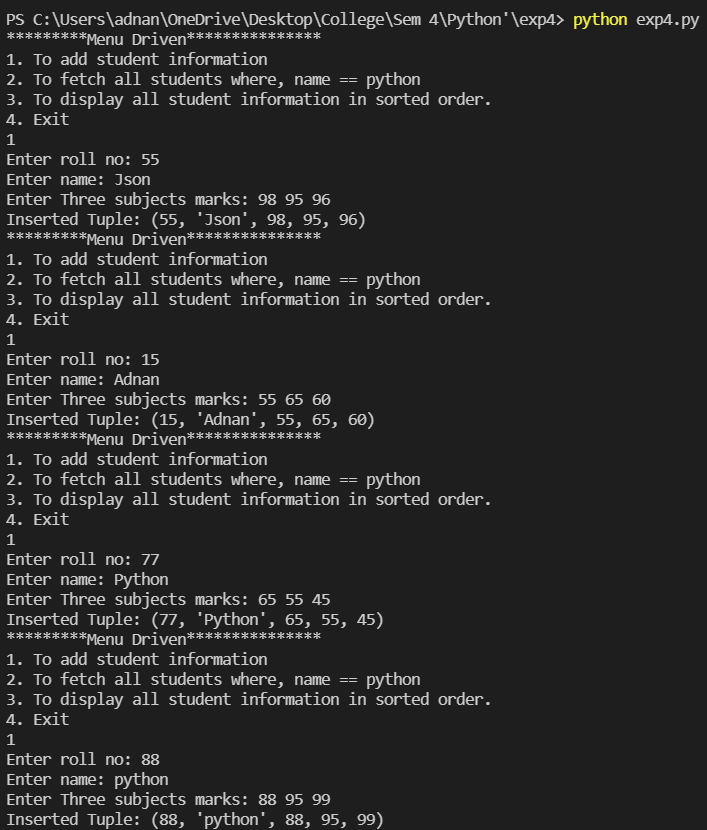 PS C:\Users\adnan\OneDrive\Desktop\College\Sem 4\Python'\exp4> python exp4.py
*********Menu Driven***************
1. To add student information
2. To fetch all students where, name == python
3. To display all student information in sorted order.
4. Exit
1
Enter roll no: 55
Enter name: Json
Enter Three subjects marks: 98 95 96
Inserted Tuple: (55, 'Json', 98, 95, 96)
*********Menu Driven***************
1. To add student information
2. To fetch all students where, name == python
3. To display all student information in sorted order.
4. Exit
1
Enter roll no: 15
Enter name: Adnan
Enter Three subjects marks: 55 65 60
Inserted Tuple: (15, 'Adnan', 55, 65, 60)
*********Menu Driven***************
1. To add student information
2. To fetch all students where, name == python
3. To display all student information in sorted order.
4. Exit
1
Enter roll no: 77
Enter name: Python
Enter Three subjects marks: 65 55 45
Inserted Tuple: (77, 'Python', 65, 55, 45)
*********Menu Driven***************
1. To add student information
2. To fetch all students where, name == python
3. To display all student information in sorted order.
4. Exit
1
Enter roll no: 88
Enter name: python
Enter Three subjects marks: 88 95 99
Inserted Tuple: (88, 'python', 88, 95, 99)